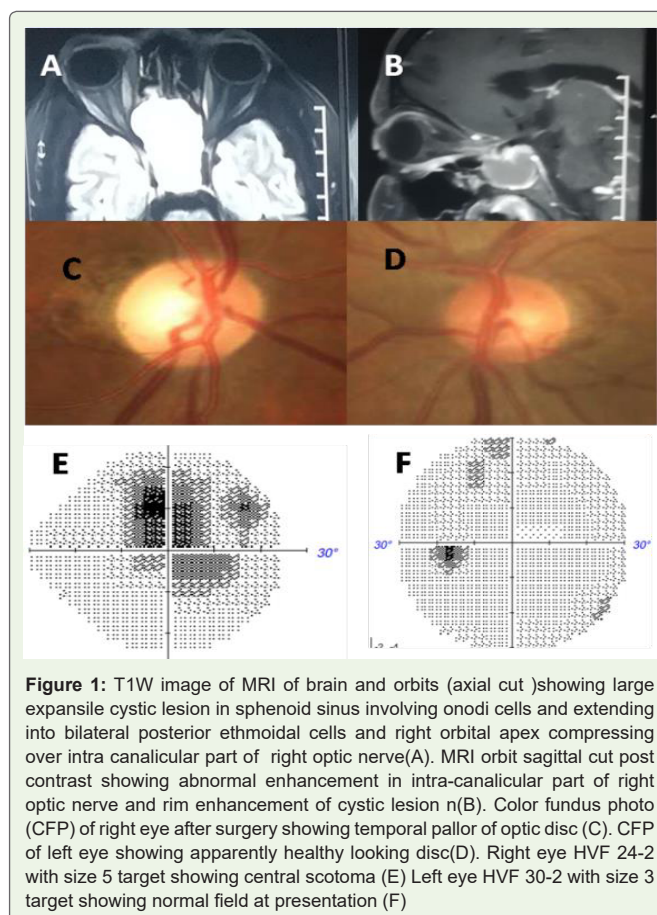 A
B
C
D
E
F
30°
30°
30°
Figure 1: T1W image of MRI of brain and orbits (axial cut )showing large
expansile cystic lesion in sphenoid sinus involving onodi cells and extending
into bilateral posterior ethmoidal cells and right orbital apex compressing
over intra canalicular part of right optic nerve(A). MRI orbit sagittal cut post
contrast showing abnormal enhancement in intra-canalicular part of right
optic nerve and rim enhancement of cystic lesion n(B). Color fundus photo
(CFP) of right eye after surgery showing temporal pallor of optic disc (C). CFP
of left eye showing apparently healthy looking disc(D). Right eye HVF 24-2
with size 5 target showing central scotoma (E) Left eye HVF 30-2 with size 3
target showing normal field at presentation (F)